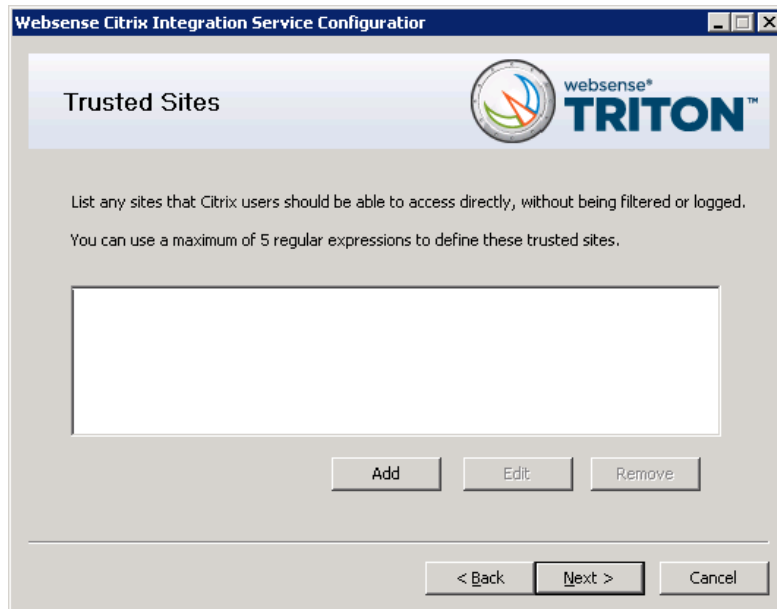 Websense Citrix Integration Service Configuratior
Trusted Sites
websense®
TRITON™
List any sites that Citrix users should be able to access directly, without being filtered or logged.
You can use a maximum of 5 regular expressions to define these trusted sites.
Add Edit Remove
< Back Next > Cancel